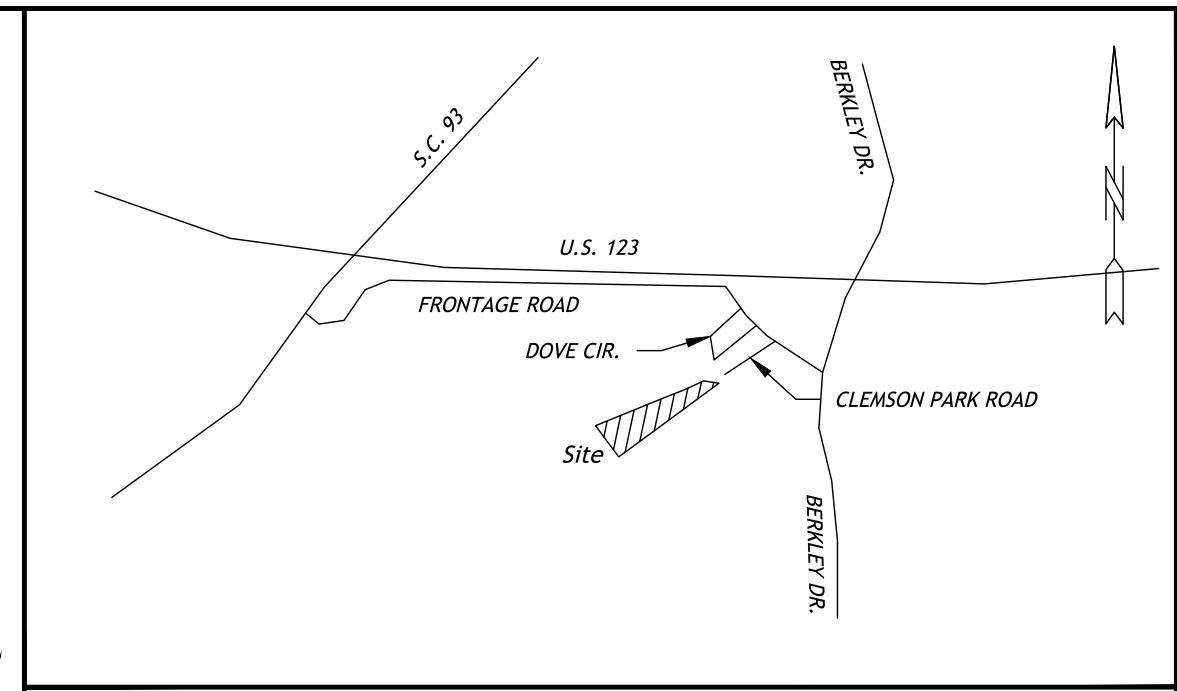 BERKLEY DR.
S.C. 93
N
U.S. 123
FRONTAGE ROAD
DOVE CIR.
CLEMSON PARK ROAD
Site
BERKLEY DR.